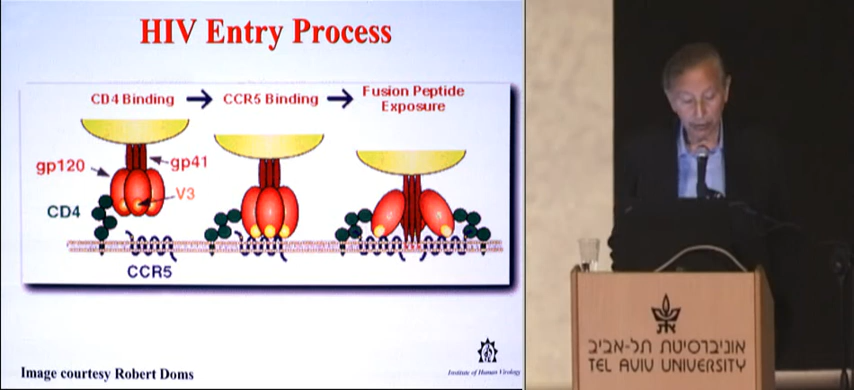 HIV Entry Process
CD4 Binding → CCR5 Binding → Fusion Peptide
Exposure
gp120
gp41
V3
CD4
CCR5
Image courtesy Robert Doms
Institute of Human Virology
אוניברסיטת תל-אביב
TEL AVIV UNIVERSITY